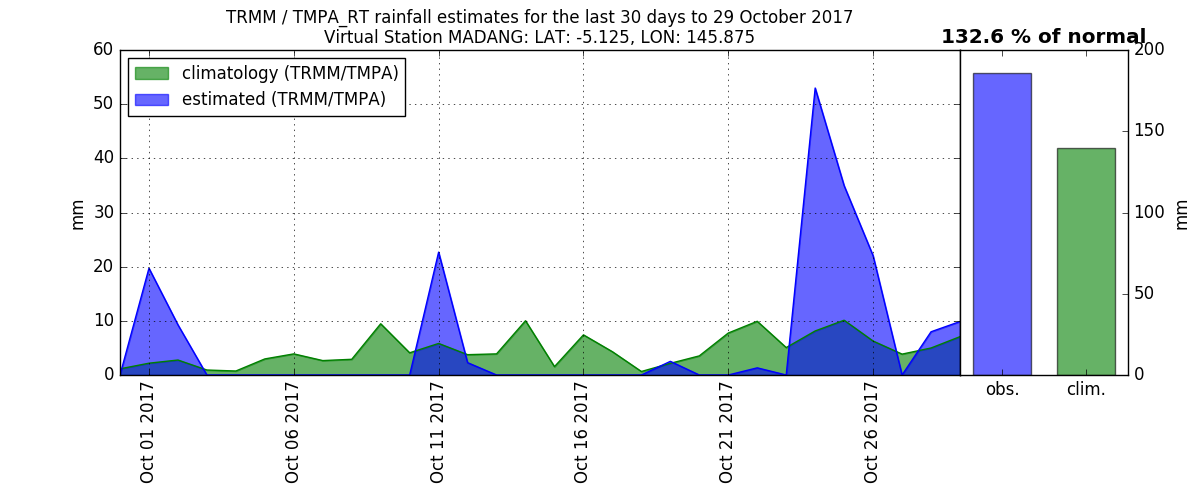 TRMM / TMPA_RT rainfall estimates for the last 30 days to 29 October 2017
Virtual Station MADANG: LAT: -5.125, LON: 145.875
132.6 % of normal
climatology (TRMM/TMPA)
estimated (TRMM/TMPA)
60
50
40
30
20
10
0
mm
Oct 01 2017
Oct 06 2017
Oct 11 2017
Oct 16 2017
Oct 21 2017
Oct 26 2017
obs.
clim.
200
150
100
50
0
mm